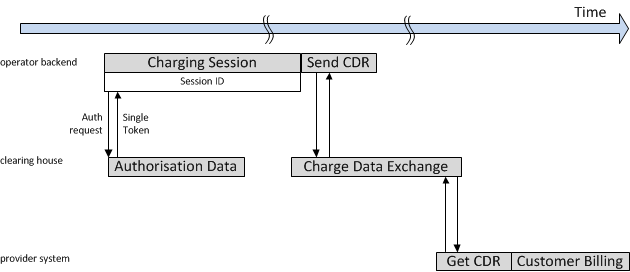 Time
operator backend
Charging Session
Send CDR
Session ID
Auth
request
Single
Token
clearing house
Authorisation Data
Charge Data Exchange
provider system
Get CDR
Customer Billing